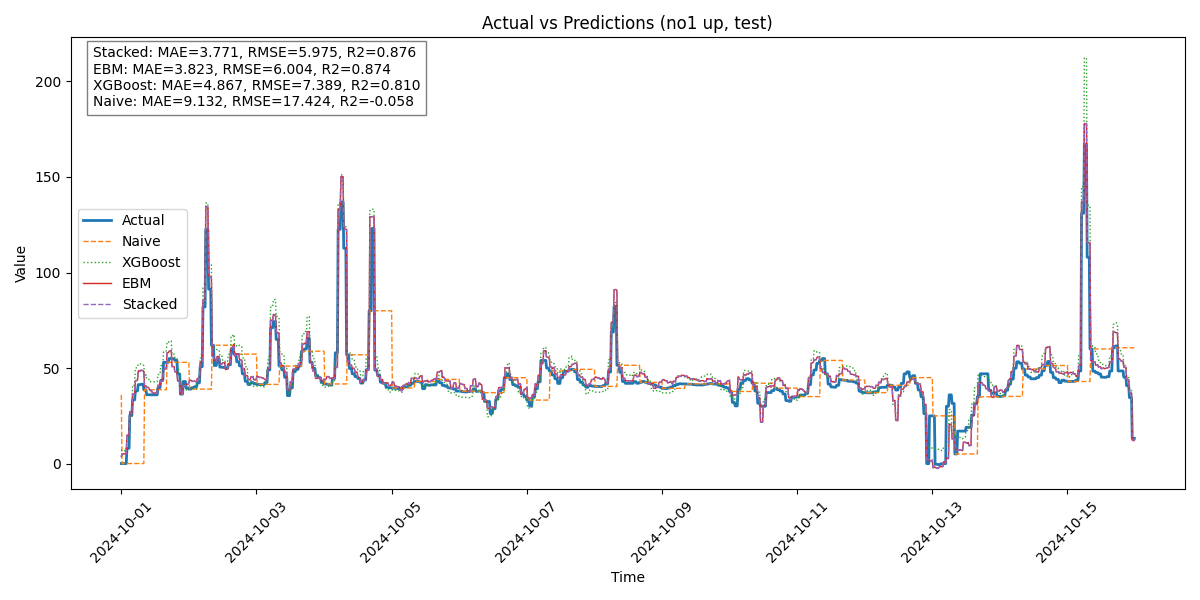 Actual vs Predictions (no1 up, test)
Stacked: MAE=3.771, RMSE=5.975, R2=0.876
EBM: MAE=3.823, RMSE=6.004, R2=0.874
XGBoost: MAE=4.867, RMSE=7.389, R2=0.810
Naive: MAE=9.132, RMSE=17.424, R2=-0.058
Actual
Naive
XGBoost
EBM
Stacked
Value
200
150
100
50
0
2024-10-01
2024-10-03
2024-10-05
2024-10-07
2024-10-09
2024-10-11
2024-10-13
2024-10-15
Time